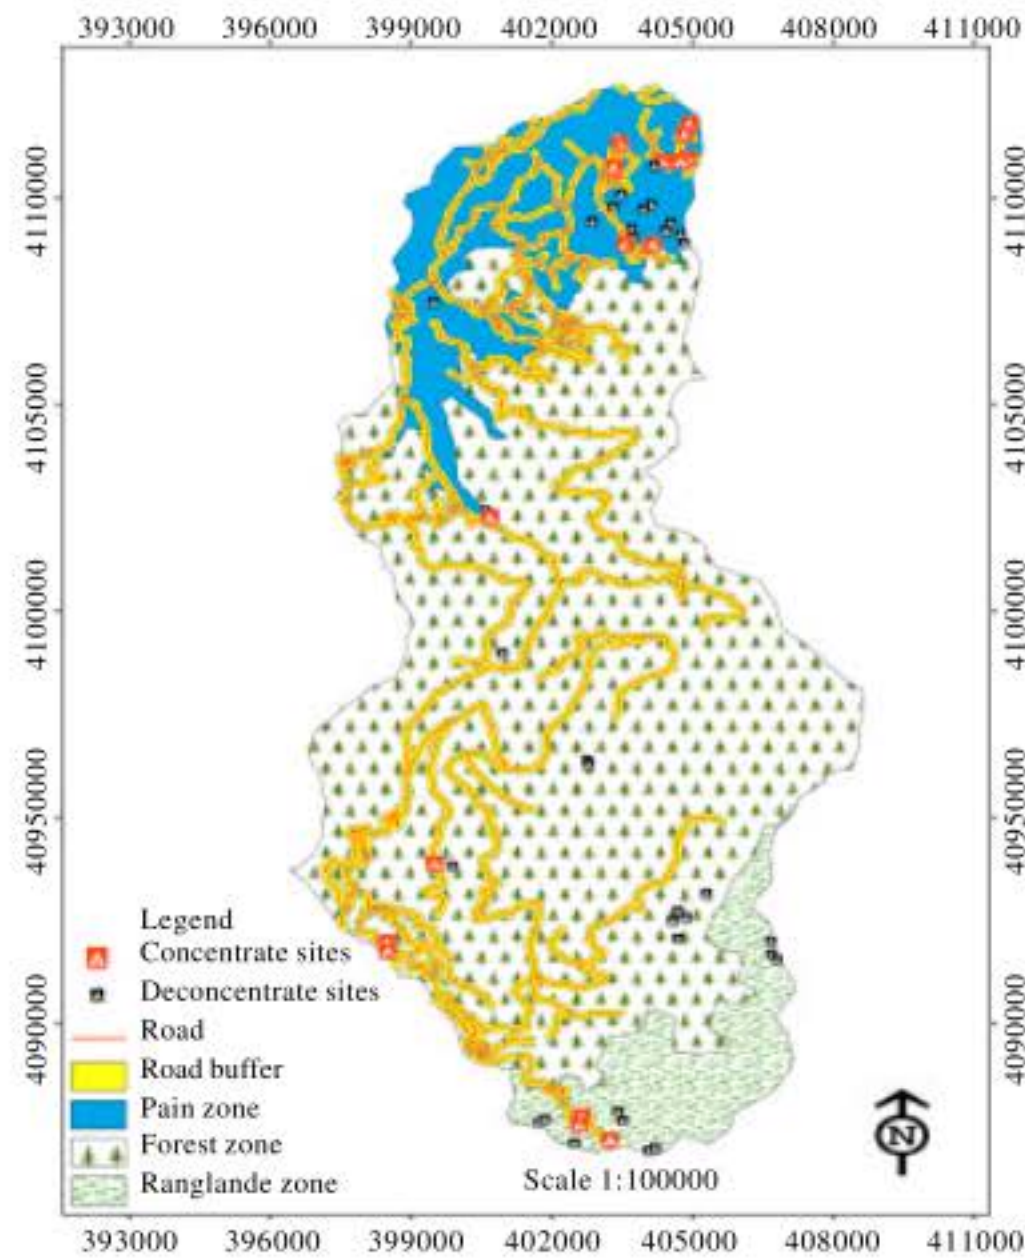 393000 396000 399000 402000 405000 408000 411000
4110000 4110000
4105000 4105000
4100000 4100000
40950000 40950000
4090000 4090000
Legend
Concentrate sites
Deconcentrate sites
Road
Road buffer
Pain zone
Forest zone
Ranglande zone
Scale 1:100000
N
393000 396000 399000 402000 405000 408000 411000